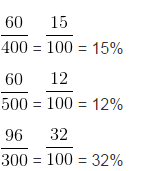 60/400 = 15/100 = 15%
60/500 = 12/100 = 12%
96/300 = 32/100 = 32%